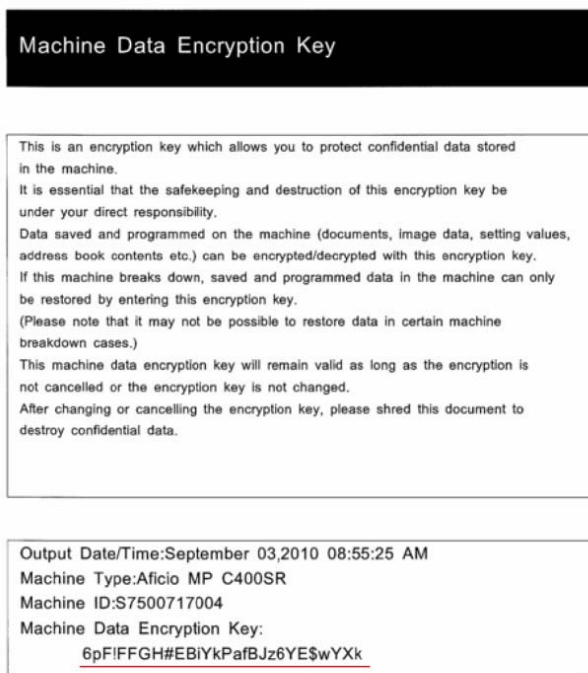 Machine Data Encryption Key
This is an encryption key which allows you to protect confidential data stored
in the machine.
It is essential that the safekeeping and destruction of this encryption key be
under your direct responsibility.
Data saved and programmed on the machine (documents, image data, setting values,
address book contents etc.) can be encrypted/decrypted with this encryption key.
If this machine breaks down, saved and programmed data in the machine can only
be restored by entering this encryption key.
(Please note that it may not be possible to restore data in certain machine
breakdown cases.)
This machine data encryption key will remain valid as long as the encryption is
not cancelled or the encryption key is not changed.
After changing or cancelling the encryption key, please shred this document to
destroy confidential data.
Output Date/Time:September 03,2010 08:55:25 AM
Machine Type:Aficio MP C400SR
Machine ID:S7500717004
Machine Data Encryption Key:
6pF!FFGH#EBiYkPafBJz6YE$wYXk